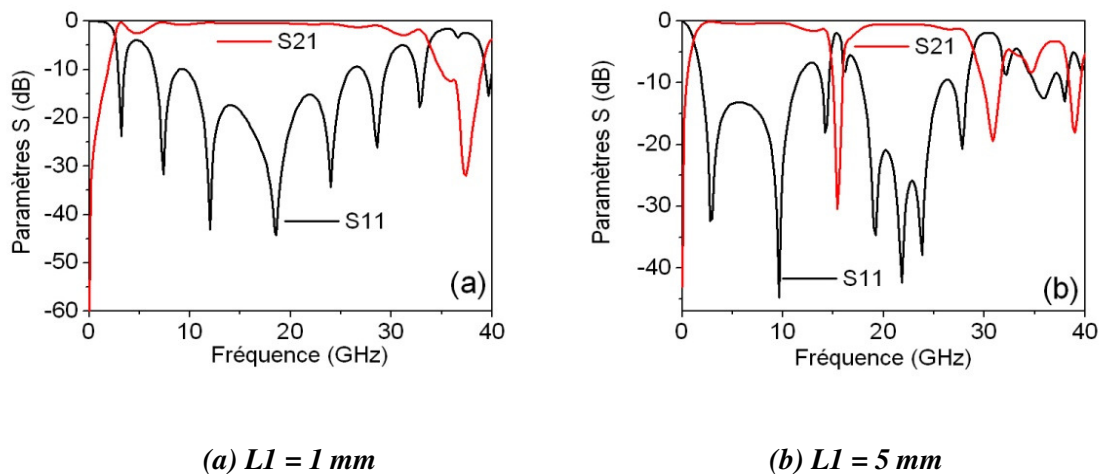 Paramètres S (dB)
0
-10
-20
-30
-40
-50
-60
S21
S11
(a)
0 10 20 30 40
Fréquence (GHz)
Paramètres S (dB)
0
-10
-20
-30
-40
S21
S11
(b)
0 10 20 30 40
Fréquence (GHz)
(a) L1 = 1 mm
(b) L1 = 5 mm